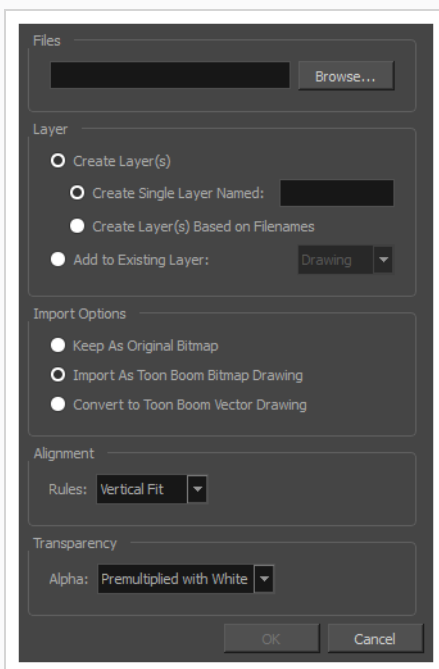 Files
Browse...
Layer
Create Layer(s)
Create Single Layer Named:
Create Layer(s) Based on Filenames
Add to Existing Layer: Drawing
Import Options
Keep As Original Bitmap
Import As Toon Boom Bitmap Drawing
Convert to Toon Boom Vector Drawing
Alignment
Rules: Vertical Fit
Transparency
Alpha: Premultiplied with White
OK Cancel